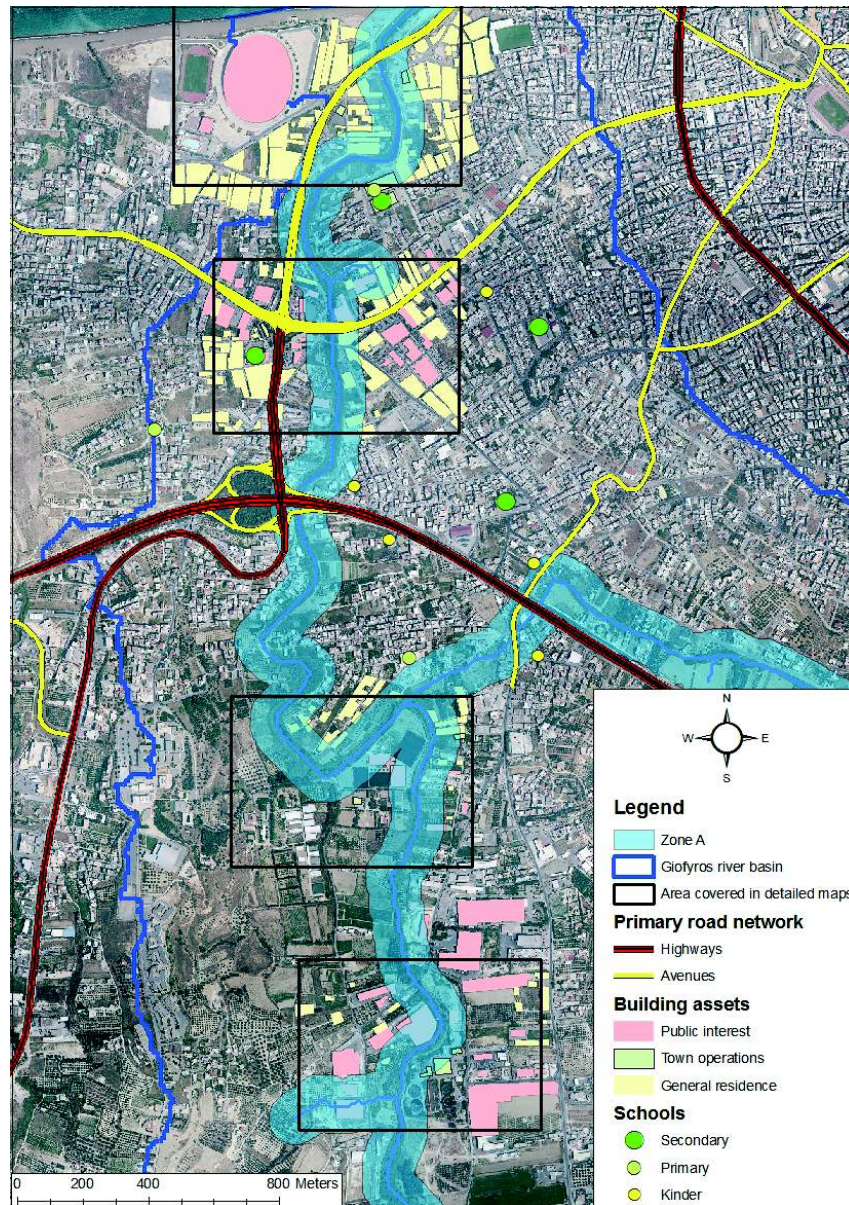 N
W E
S
Legend
Zone A
Giofyros river basin
Area covered in detailed maps
Primary road network
Highways
Avenues
Building assets
Public interest
Town operations
General residence
Schools
Secondary
Primary
Kinder
0 200 400 800 Meters